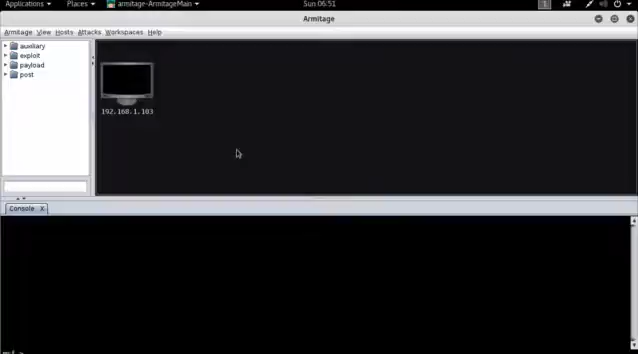 Applications Places armitage-ArmitageMain Sun 06:51 1
Armitage
Armitage View Hosts Attacks Workspaces Help
auxiliary
exploit
payload
post
192.168.1.103
Console X